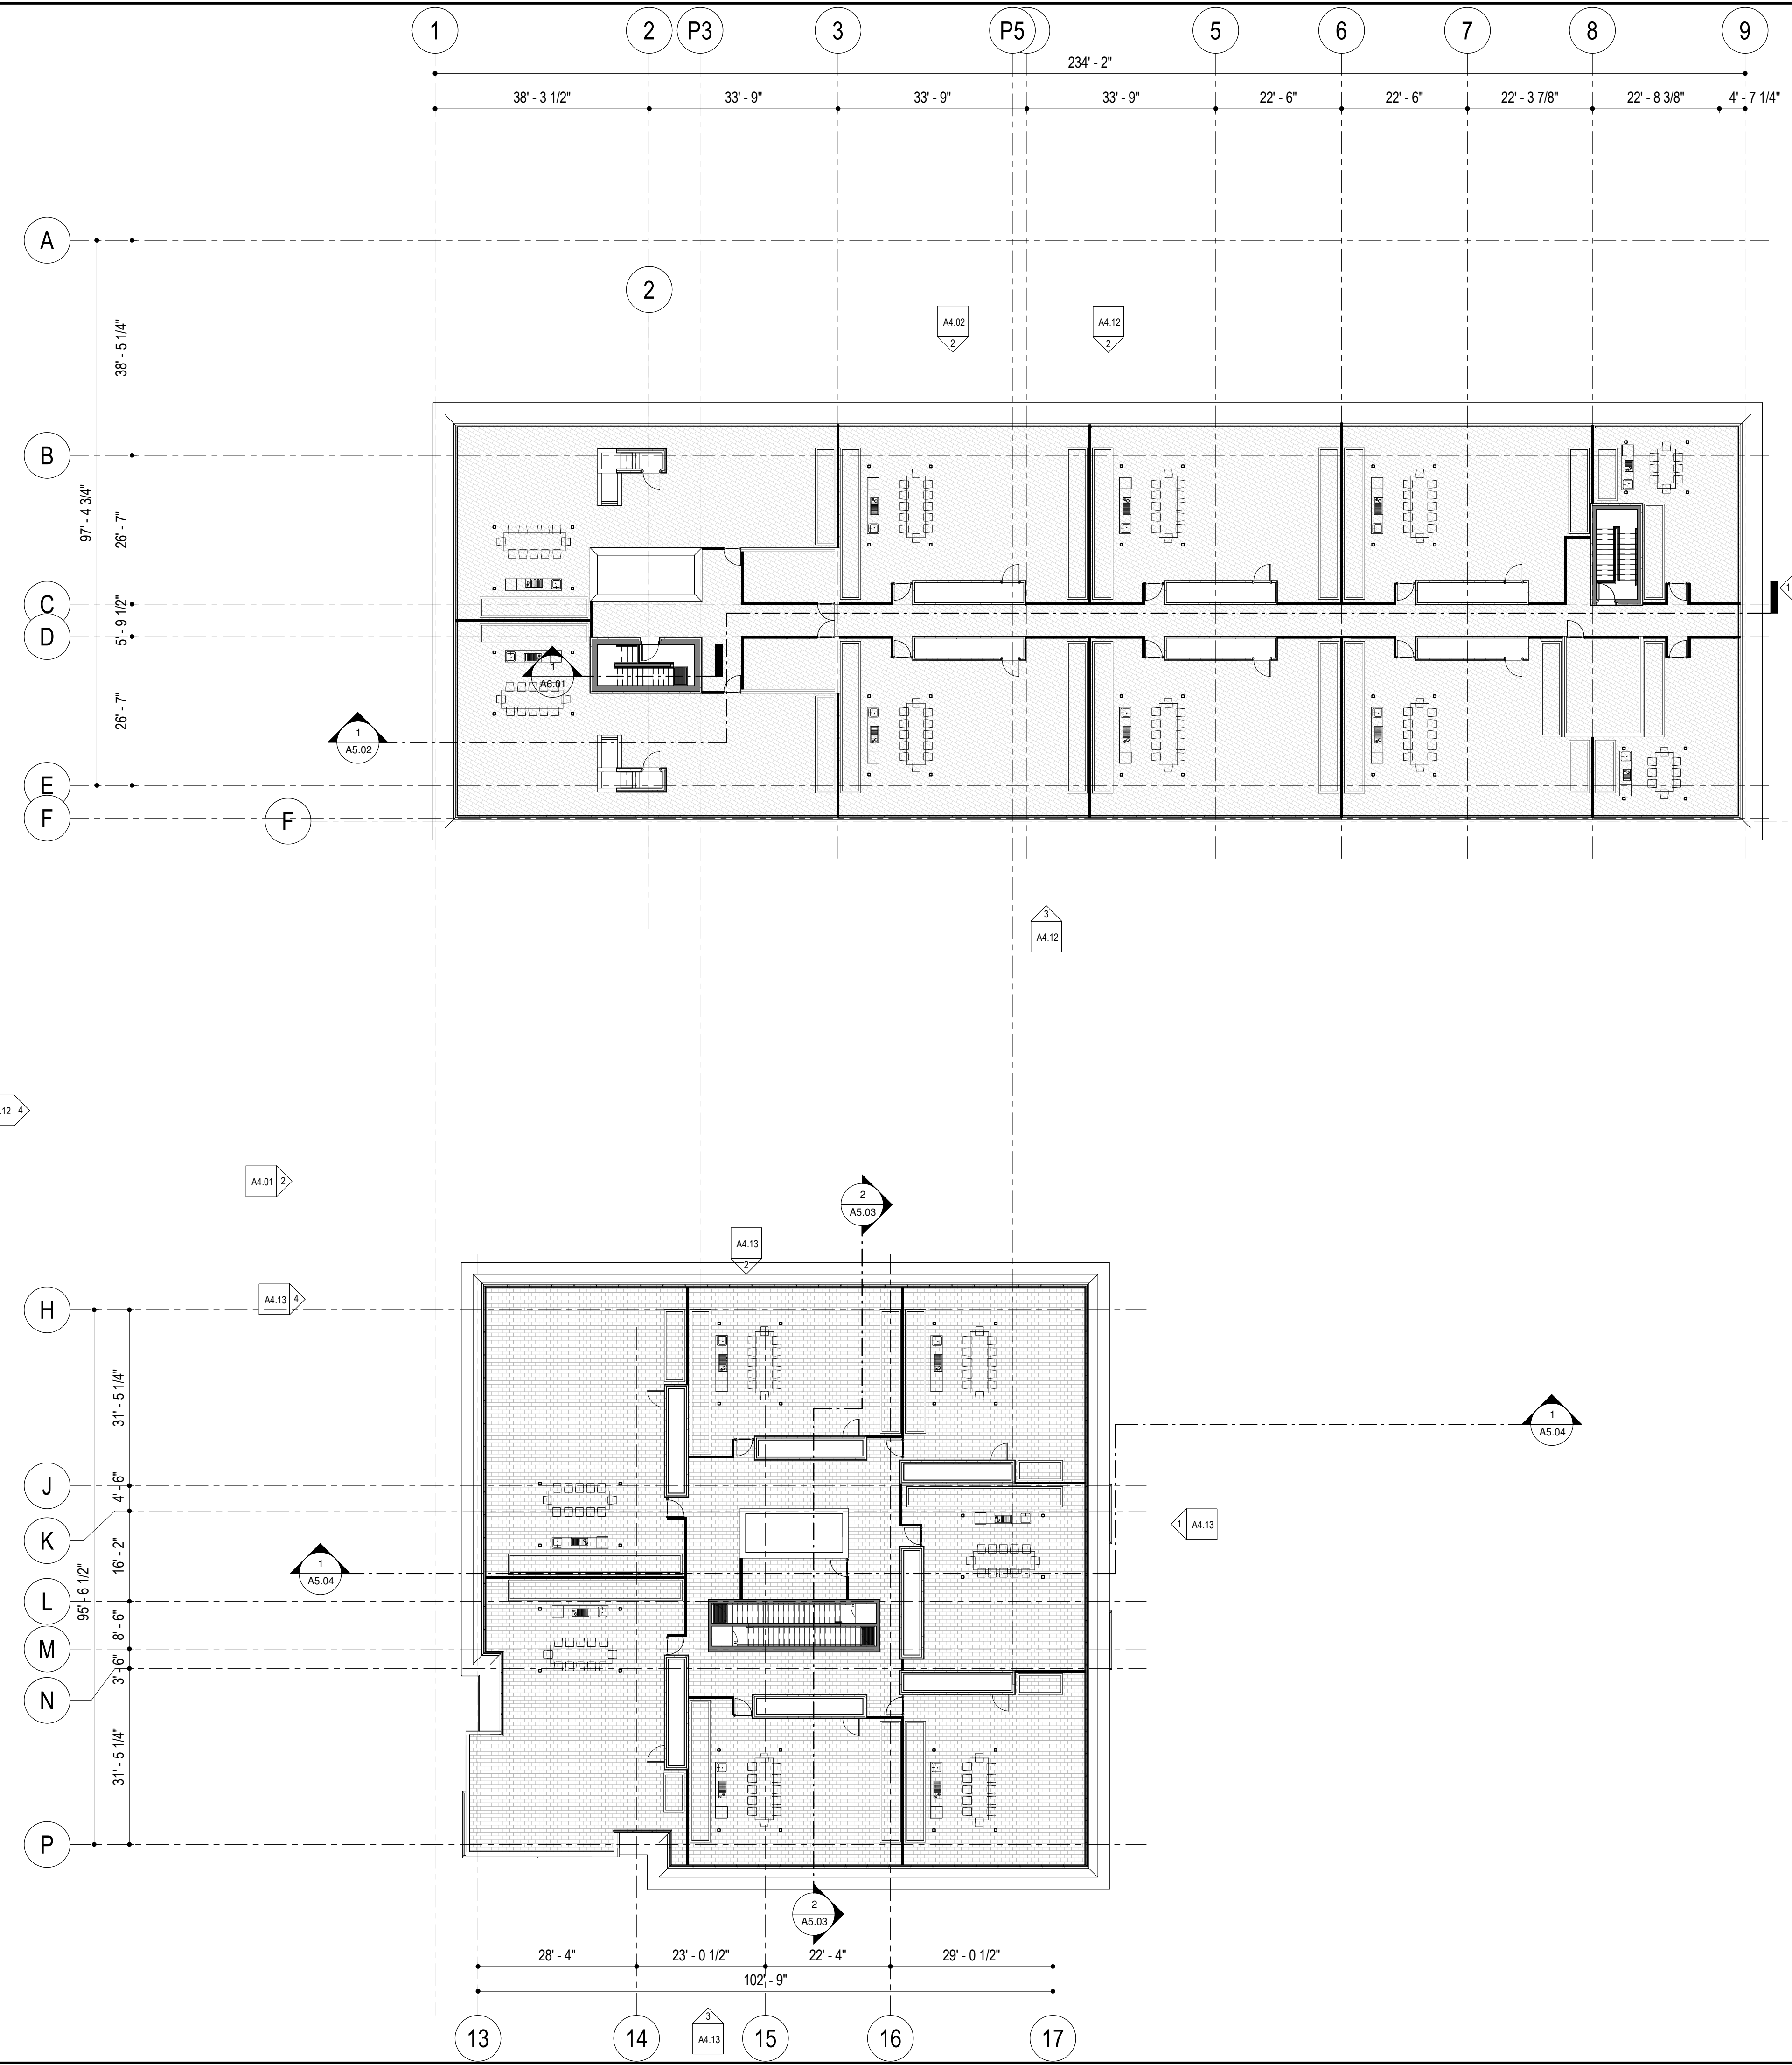 1
2
P3
3
P5
5
6
7
8
9
234' - 2"
38' - 3 1/2"
33' - 9"
33' - 9"
33' - 9"
22' - 6"
22' - 6"
22' - 3 7/8"
22' - 8 3/8"
4' - 7 1/4"
A
2
38' - 5 1/4"
A4.02
2
A4.12
2
B
97' - 4 3/4"
26' - 7"
C
5' - 9 1/2"
D
1
1
A6.01
26' - 7"
1
A5.02
E
F
F
3
A4.12
.12
4
A4.01
2
2
A5.03
A4.13
2
A4.13
4
H
31' - 5 1/4"
1
A5.04
J
4' - 6"
K
1
A4.13
16' - 2"
1
A5.04
95' - 6 1/2"
L
8' - 6"
M
3' - 6"
N
31' - 5 1/4"
P
2
A5.03
28' - 4"
23' - 0 1/2"
22' - 4"
29' - 0 1/2"
102' - 9"
13
14
3
A4.13
15
16
17